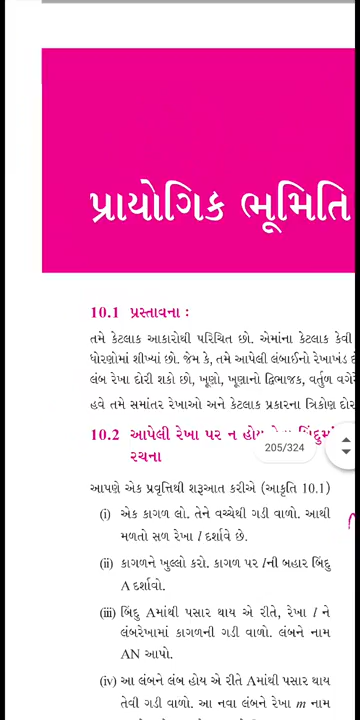 પ્રાયોગિક ભૂમિતિ
10.1 પ્રસ્તાવના :
તમે કેટલાક આકારોથી પરિચિત છો. એમાંના કેટલાક કેવી
ધોરણોમાં શીખ્યાં છો. જેમ કે, તમે આપેલી લંબાઈનો રેખાખંડ
લંબ રેખા દોરી શકો છો, ખૂણો, ખૂણાનો દ્વિભાજક, વર્તુળ વગેરે
હવે તમે સમાંતર રેખાઓ અને કેટલાક પ્રકારના ત્રિકોણ દોર
10.2 આપેલી રેખા પર ન હોય બિંદુમાં
205/324
રચના
આપણે એક પ્રવૃત્તિથી શરૂઆત કરીએ (આકૃતિ 10.1)
(i) એક કાગળ લો. તેને વચ્ચેથી ગડી વાળો. આથી
મળતો સળ રેખા l દર્શાવે છે.
(ii) કાગળને ખુલ્લો કરો. કાગળ પર lની બહાર બિંદુ
A દર્શાવો.
(iii) બિંદુ Aમાંથી પસાર થાય એ રીતે, રેખા l ને
લંબરેખામાં કાગળની ગડી વાળો. લંબને નામ
AN આપો.
(iv) આ લંબને લંબ હોય એ રીતે Aમાંથી પસાર થાય
તેવી ગડી વાળો. આ નવા લંબને રેખા m નામ